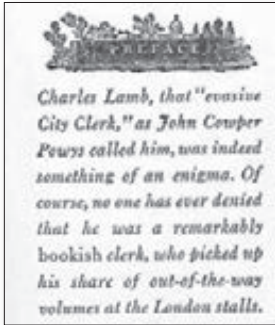 PREFACE
Charles Lamb, that "evasive
City Clerk," as John Cowper
Powys called him, was indeed
something of an enigma. Of
course, no one has ever denied
that he was a remarkably
bookish clerk, who picked up
his share of out-of-the-way
volumes at the London stalls.